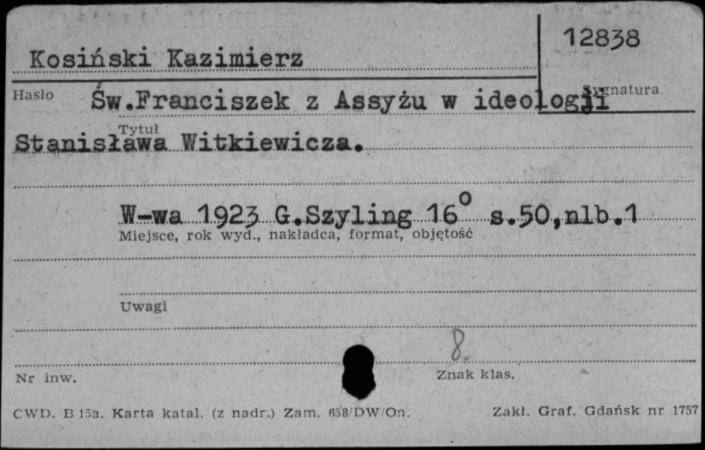 12838
Kosiński Kazimierz
Hasło
Sygnatura
Św.Franciszek z Assyżu w ideologji
Tytuł
Stanisława Witkiewicza.
W-wa 1923 G.Szyling 16° s.50,nlb.1
Miejsce, rok wyd., nakładca, format, objętość
Uwagi
8.
Nr inw.
Znak klas.
CWD. B 15a. Karta katal. (z nadr.) Zam. 658/DW/On.
Zakł. Graf. Gdańsk nr 1757